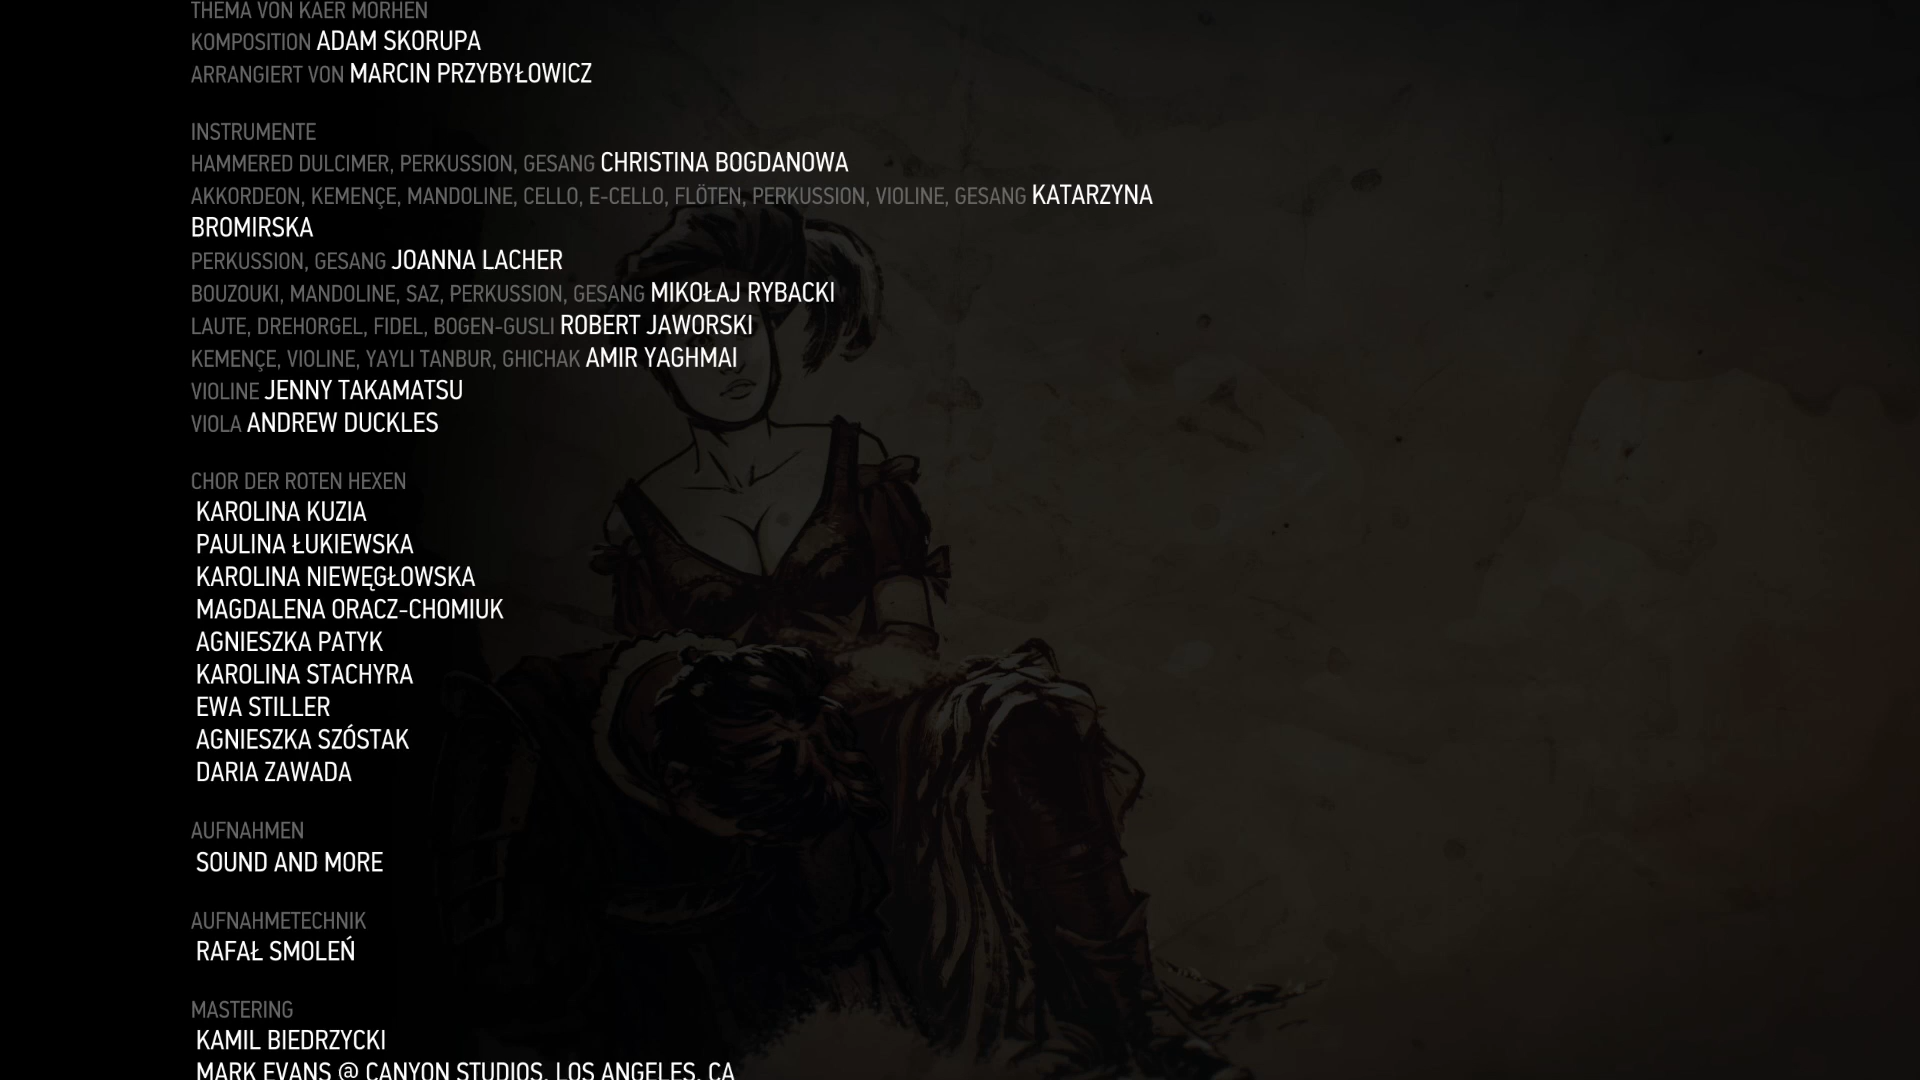 THEMA VON KAER MORHEN
KOMPOSITION ADAM SKORUPA
ARRANGIERT VON MARCIN PRZYBYŁOWICZ
INSTRUMENTE
HAMMERED DULCIMER, PERKUSSION, GESANG CHRISTINA BOGDANOWA
AKKORDEON, KEMENÇE, MANDOLINE, CELLO, E-CELLO, FLÖTEN, PERKUSSION, VIOLINE, GESANG KATARZYNA
BROMIRSKA
PERKUSSION, GESANG JOANNA LACHER
BOUZOUKI, MANDOLINE, SAZ, PERKUSSION, GESANG MIKOŁAJ RYBACKI
LAUTE, DREHORGEL, FIDEL, BOGEN-GUSLI ROBERT JAWORSKI
KEMENÇE, VIOLINE, YAYLI TANBUR, GHICHAK AMIR YAGHMAI
VIOLINE JENNY TAKAMATSU
VIOLA ANDREW DUCKLES
CHOR DER ROTEN HEXEN
KAROLINA KUZIA
PAULINA ŁUKIEWSKA
KAROLINA NIEWĘGŁOWSKA
MAGDALENA ORACZ-CHOMIUK
AGNIESZKA PATYK
KAROLINA STACHYRA
EWA STILLER
AGNIESZKA SZÓSTAK
DARIA ZAWADA
AUFNAHMEN
SOUND AND MORE
AUFNAHMETECHNIK
RAFAŁ SMOLEŃ
MASTERING
KAMIL BIEDRZYCKI
MARK EVANS @ CANYON STUDIOS, LOS ANGELES, CA